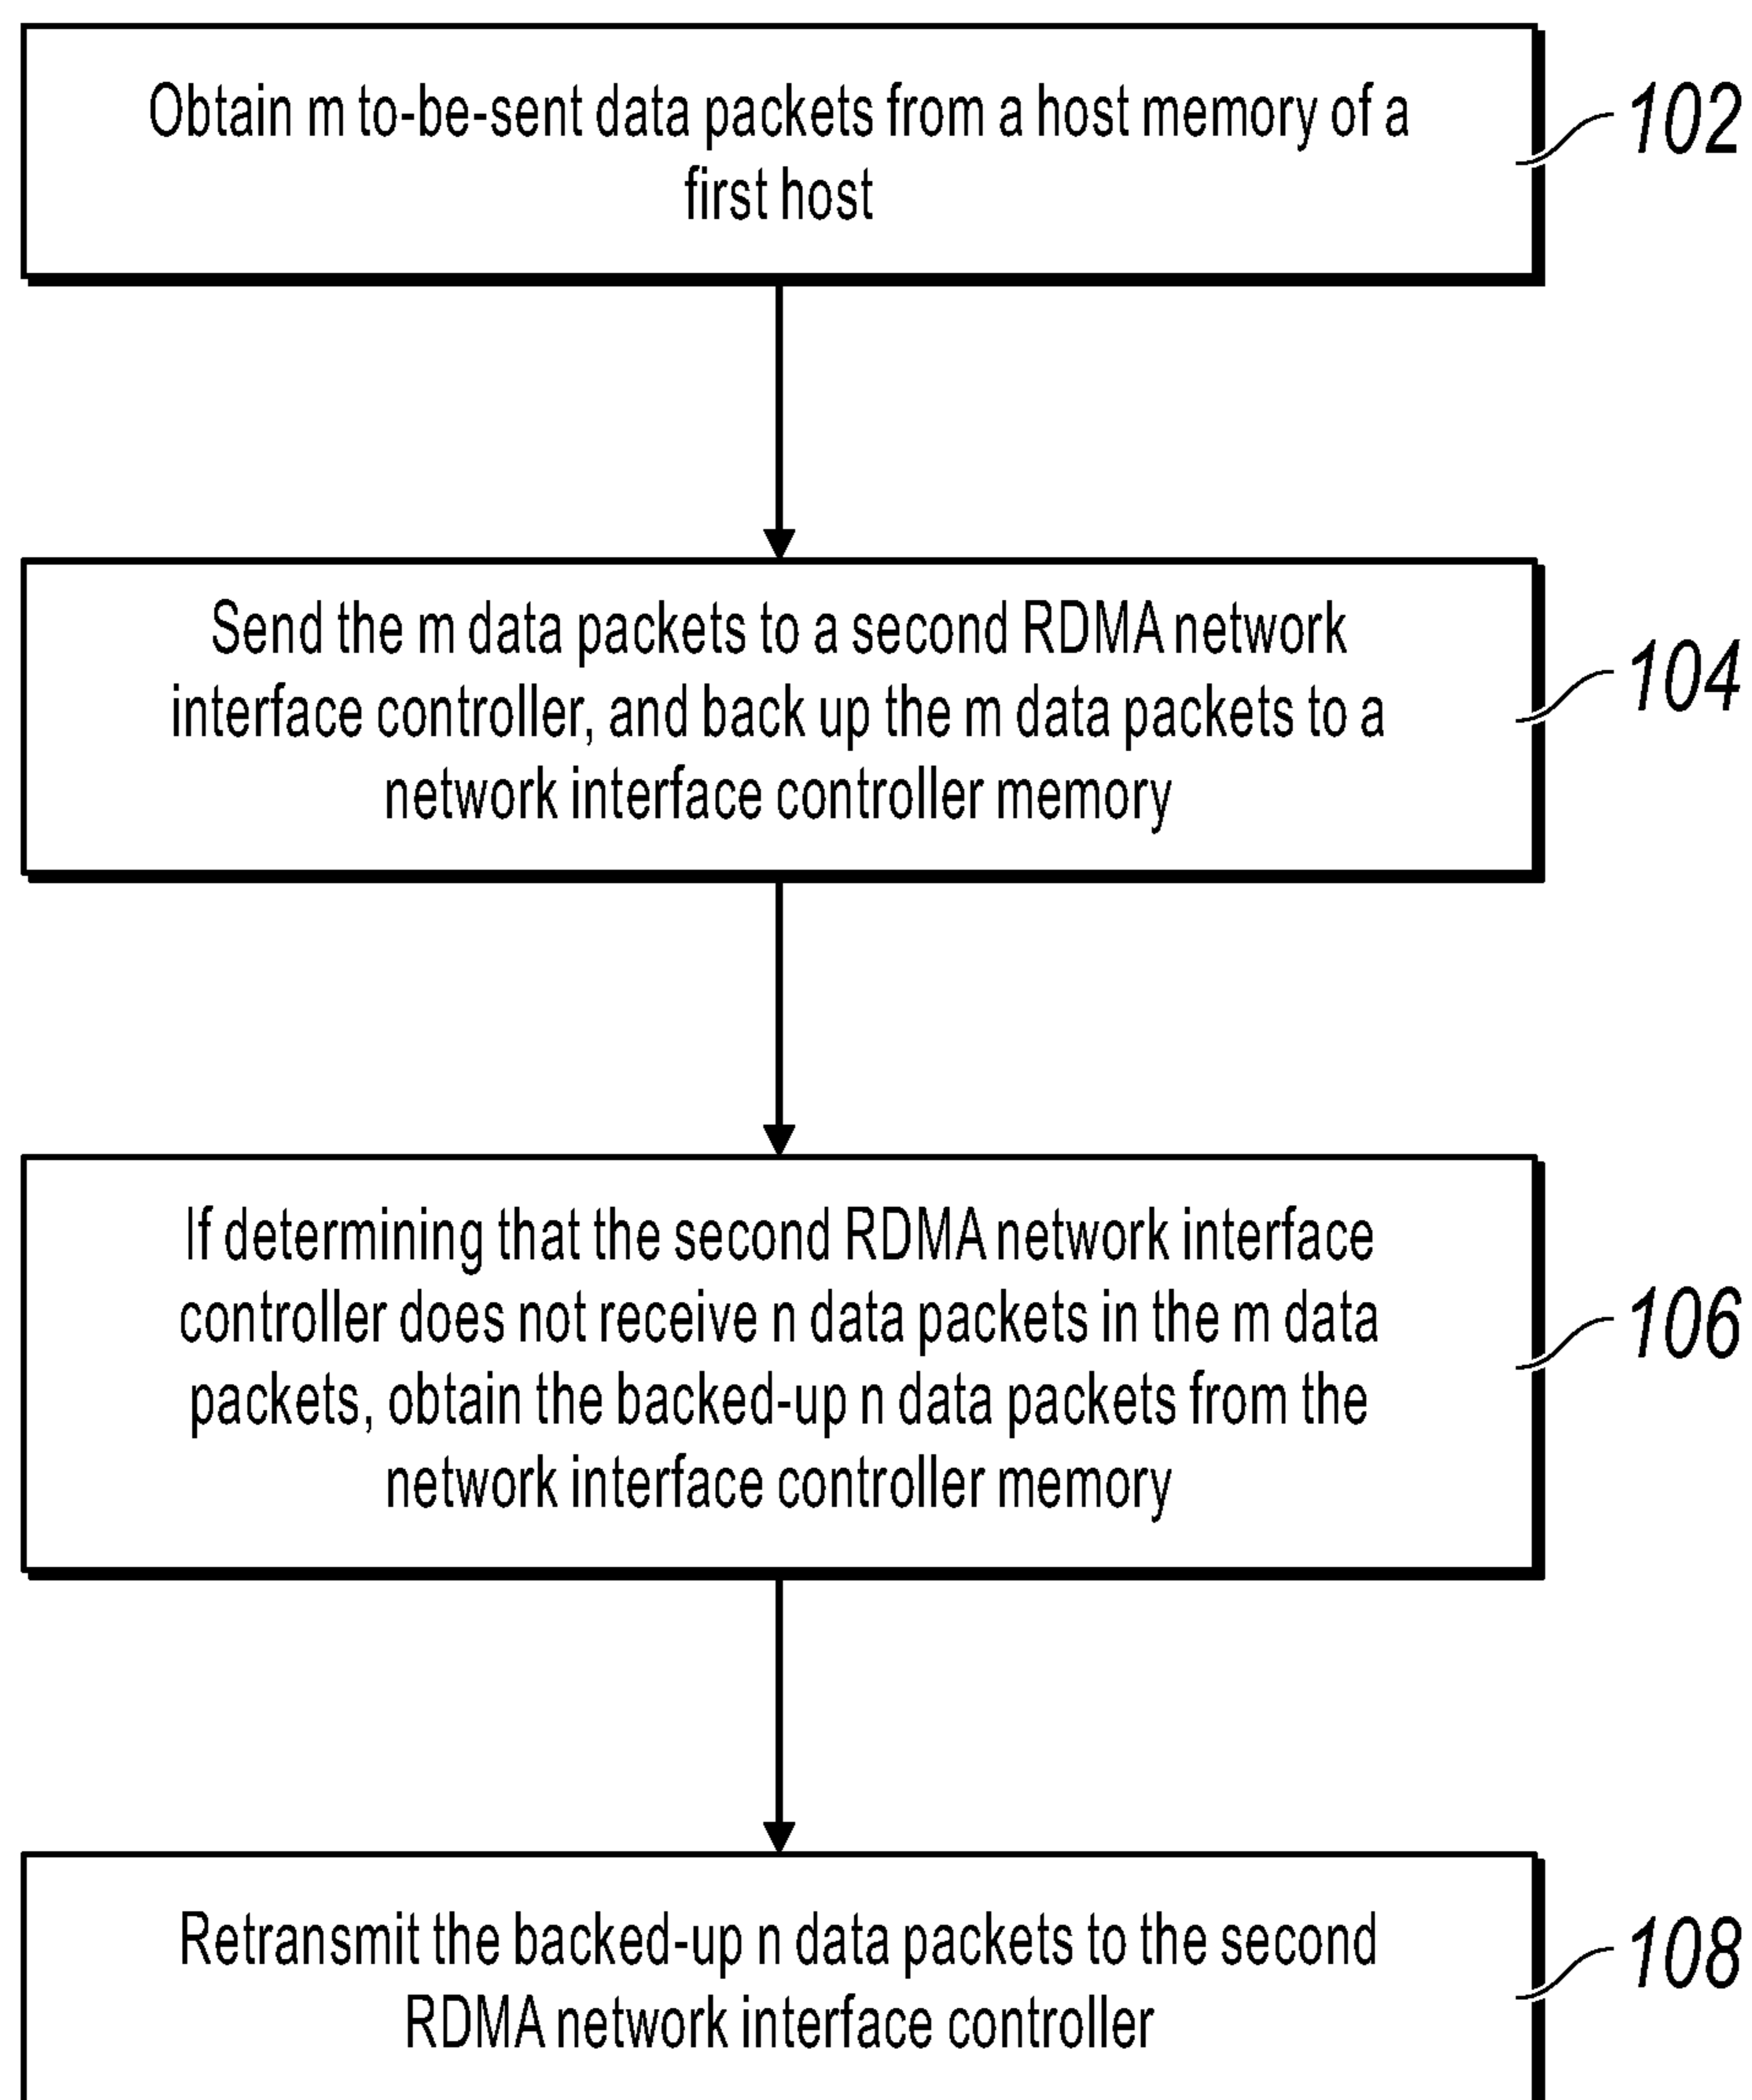 Obtain m to-be-sent data packets from a host memory of a
first host
102
Send the m data packets to a second RDMA network
interface controller, and back up the m data packets to a
network interface controller memory
104
If determining that the second RDMA network interface
controller does not receive n data packets in the m data
packets, obtain the backed-up n data packets from the
network interface controller memory
106
Retransmit the backed-up n data packets to the second
RDMA network interface controller
108